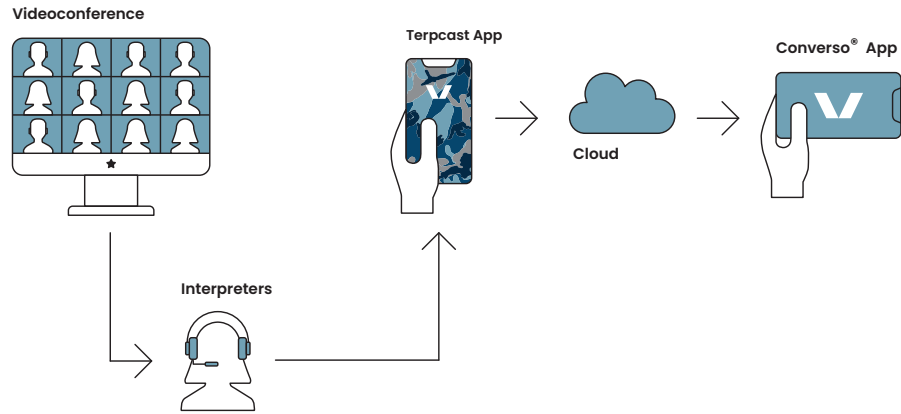 Videoconference
Terpcast App
Converso® App
Cloud
Interpreters